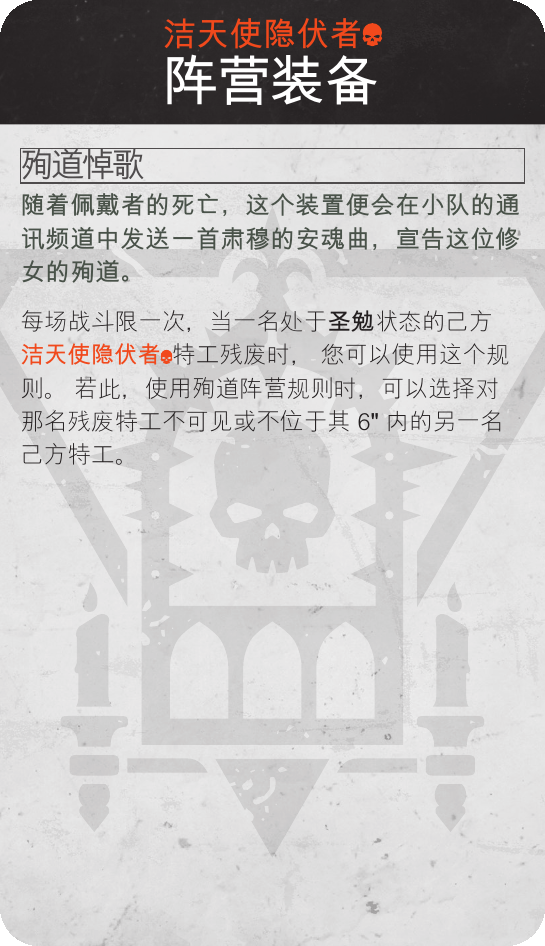 洁天使隐伏者
阵营装备
殉道悼歌
随着佩戴者的死亡，这个装置便会在小队的通
讯频道中发送一首肃穆的安魂曲，宣告这位修
女的殉道。
每场战斗限一次，当一名处于圣勉状态的己方
洁天使隐伏者特工残废时， 您可以使用这个规
则。 若此，使用殉道阵营规则时，可以选择对
那名残废特工不可见或不位于其 6" 内的另一名
己方特工。